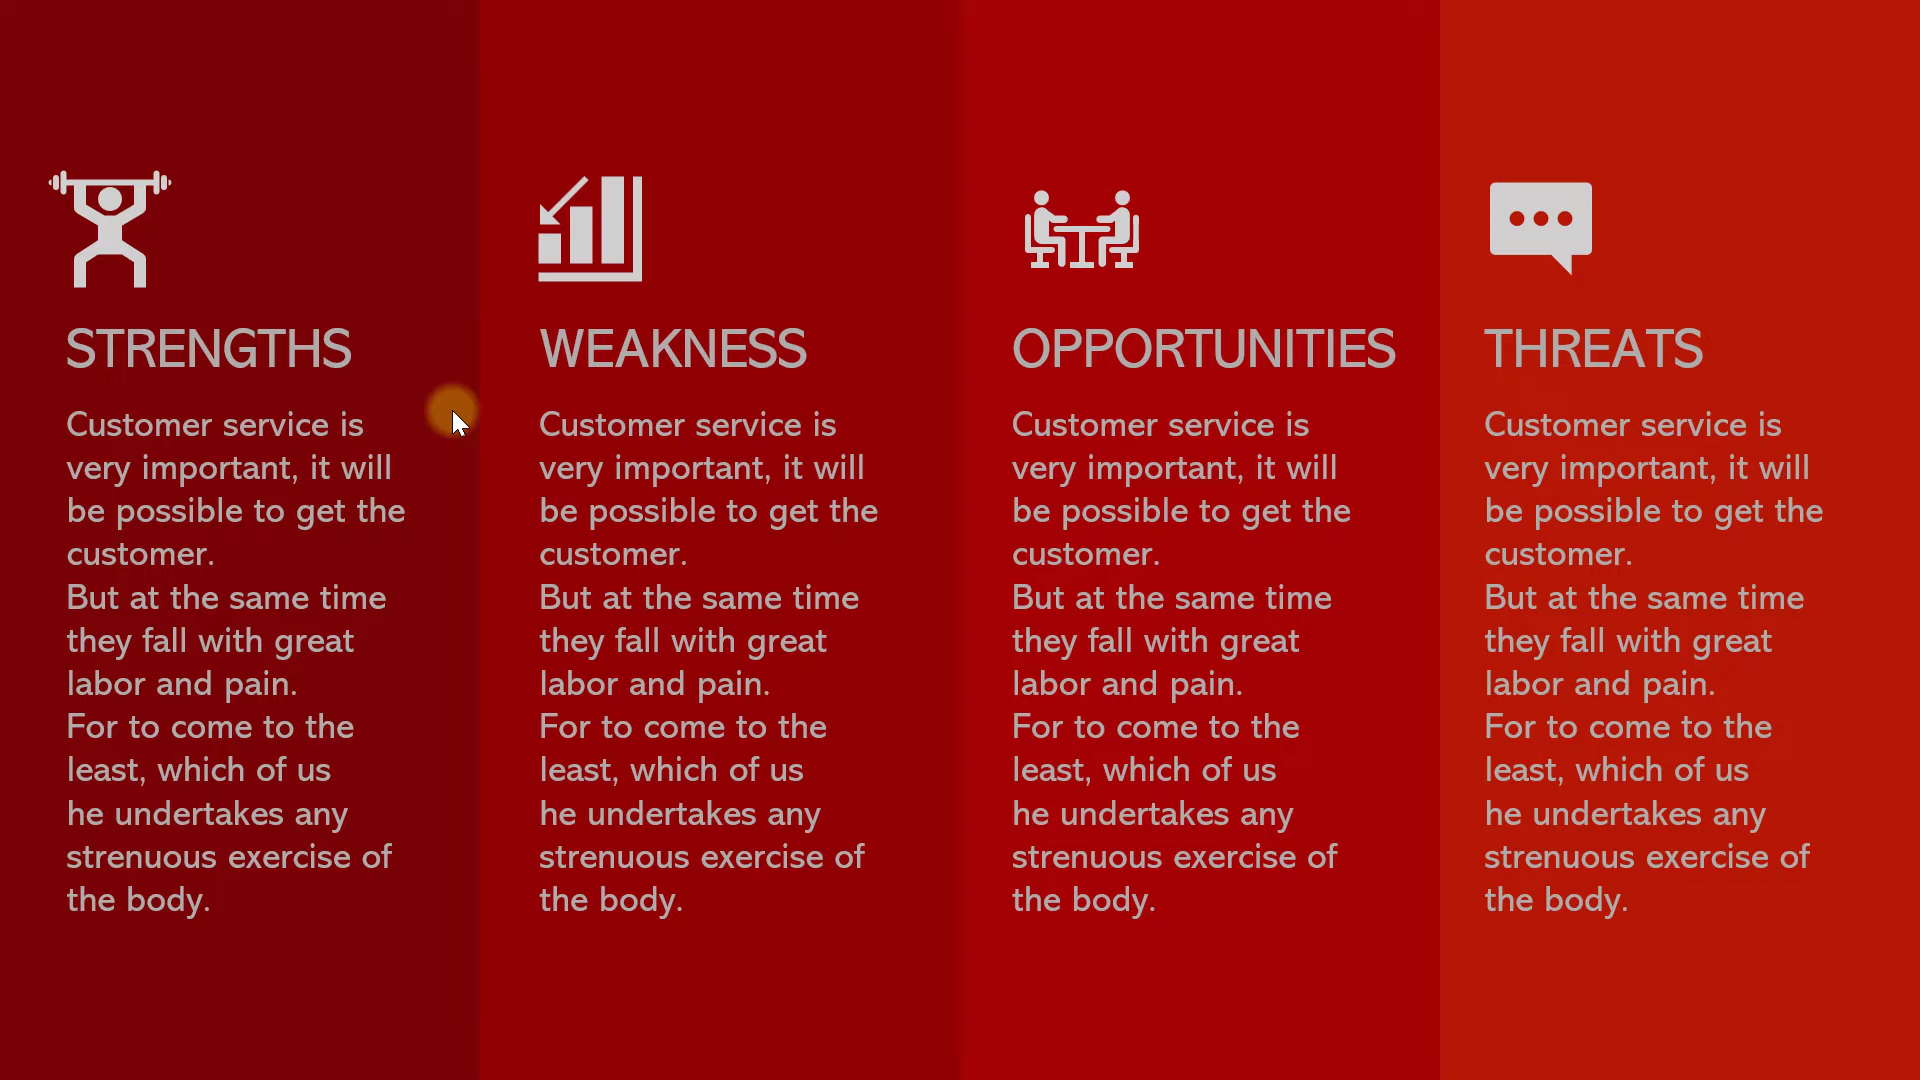 STRENGTHS
Customer service is
very important, it will
be possible to get the
customer.
But at the same time
they fall with great
labor and pain.
For to come to the
least, which of us
he undertakes any
strenuous exercise of
the body.
WEAKNESS
Customer service is
very important, it will
be possible to get the
customer.
But at the same time
they fall with great
labor and pain.
For to come to the
least, which of us
he undertakes any
strenuous exercise of
the body.
OPPORTUNITIES
Customer service is
very important, it will
be possible to get the
customer.
But at the same time
they fall with great
labor and pain.
For to come to the
least, which of us
he undertakes any
strenuous exercise of
the body.
THREATS
Customer service is
very important, it will
be possible to get the
customer.
But at the same time
they fall with great
labor and pain.
For to come to the
least, which of us
he undertakes any
strenuous exercise of
the body.